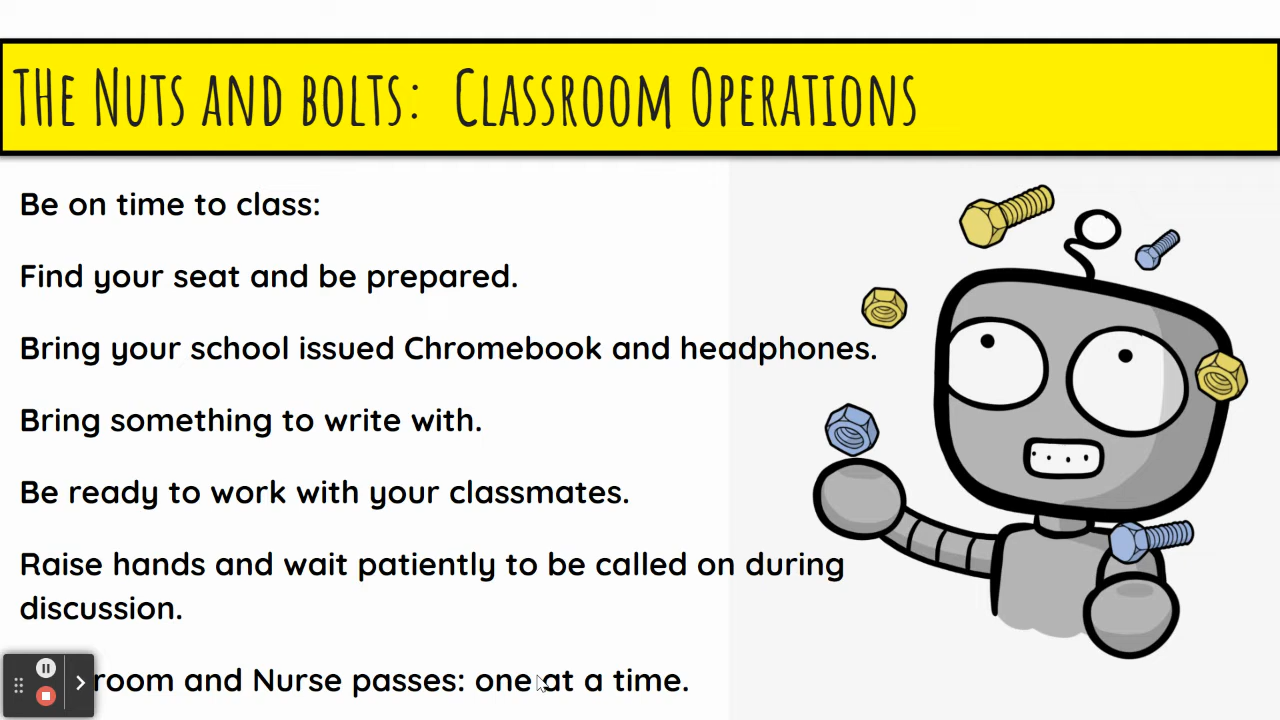 THe Nuts and bolts: Classroom Operations
Be on time to class:
Find your seat and be prepared.
Bring your school issued Chromebook and headphones.
Bring something to write with.
Be ready to work with your classmates.
Raise hands and wait patiently to be called on during
discussion.
room and Nurse passes: one at a time.